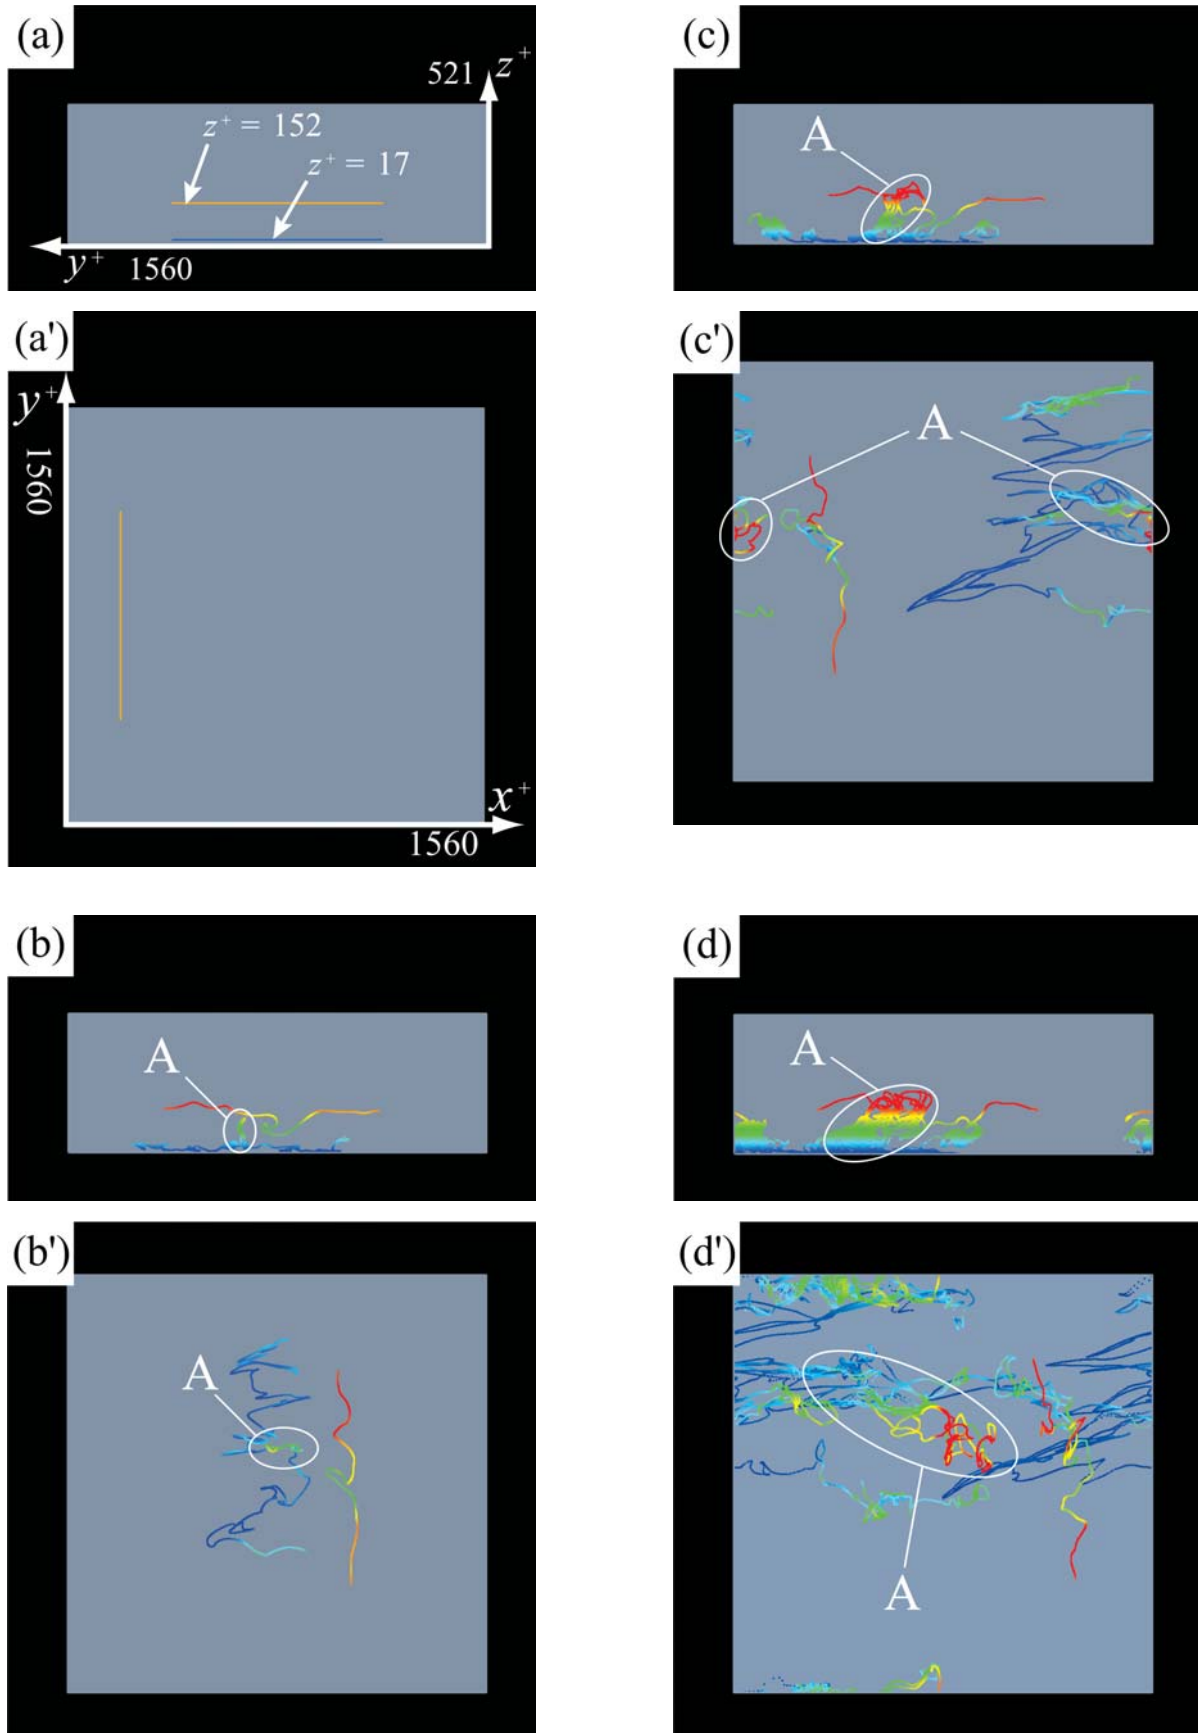 (a)
521 z⁺
z⁺ = 152
z⁺ = 17
y⁺ 1560
(a')
y⁺
1560
x⁺
1560
(b)
A
(b')
A
(c)
A
(c')
A
(d)
A
(d')
A